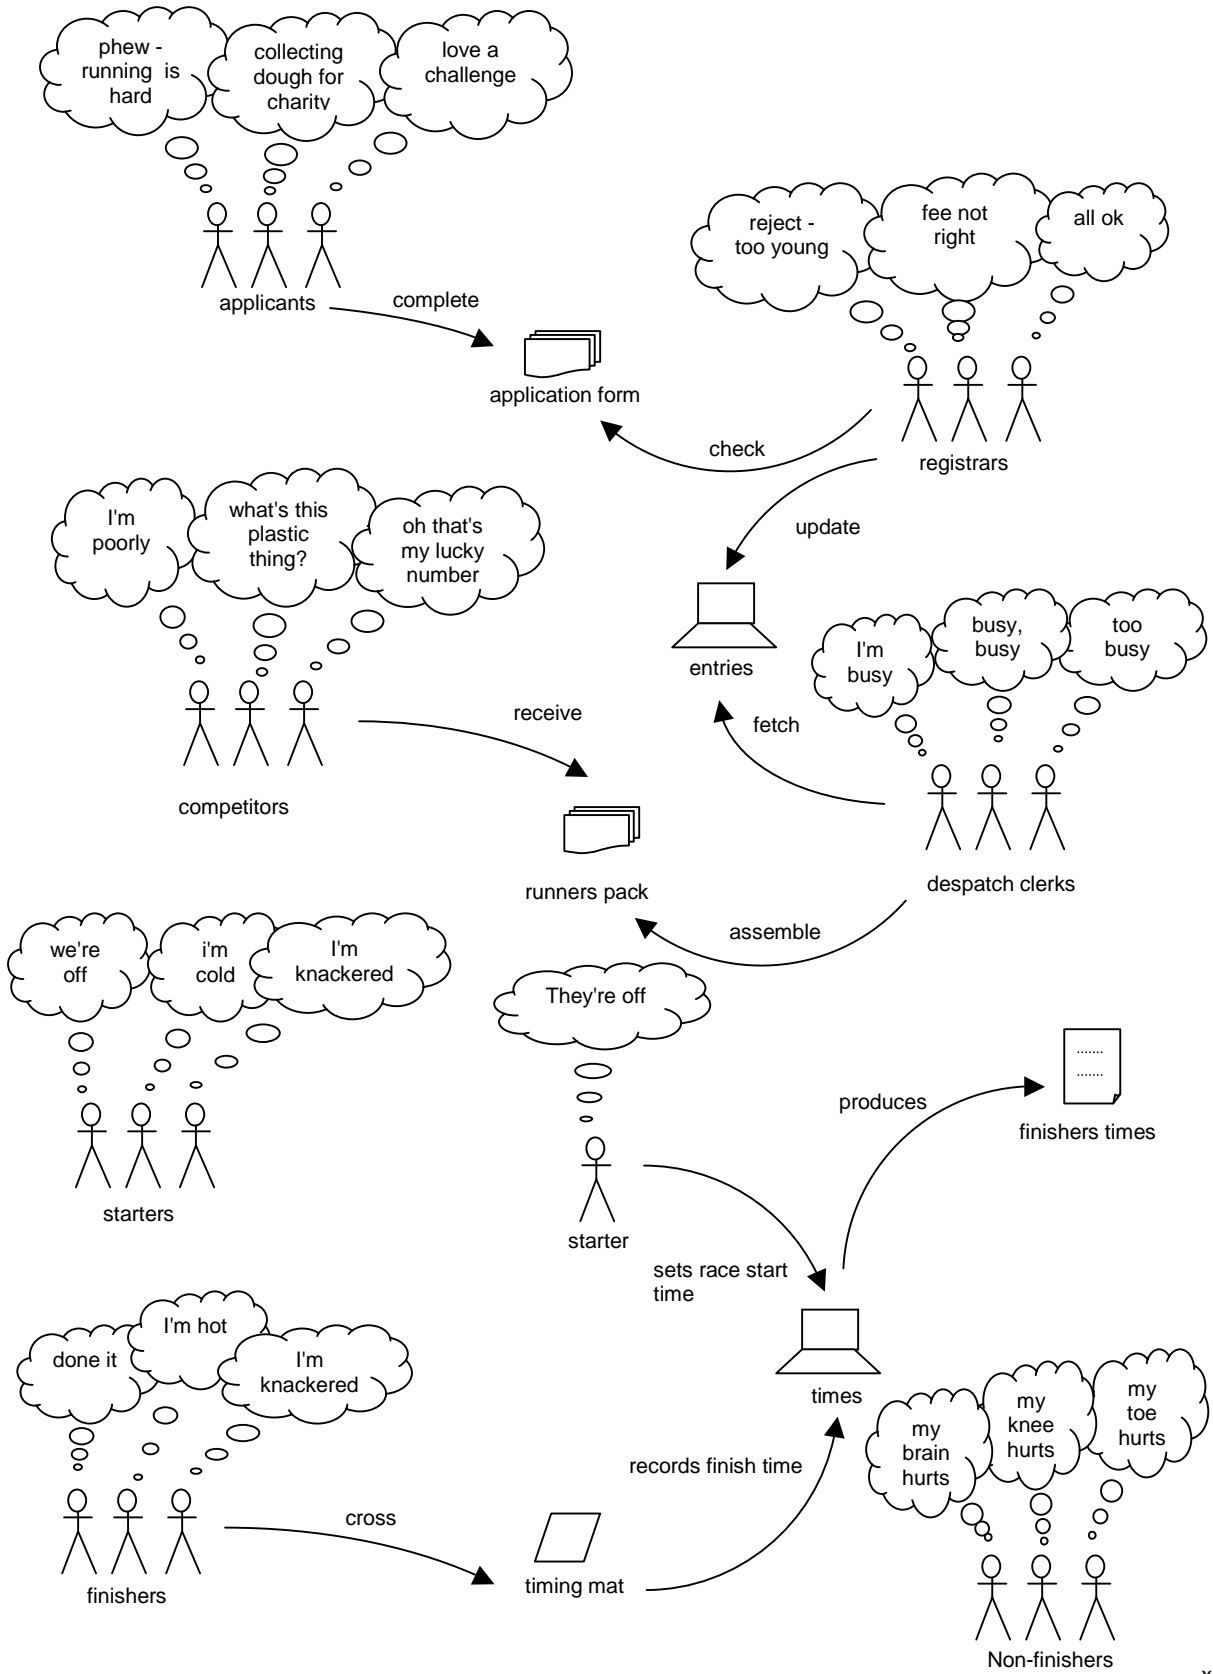 phew -
running is
hard
collecting
dough for
charity
love a
challenge
applicants
complete
application form
reject -
too young
fee not
right
all ok
registrars
check
update
entries
I'm
poorly
what's this
plastic
thing?
oh that's
my lucky
number
competitors
receive
runners pack
I'm
busy
busy,
busy
too
busy
fetch
despatch clerks
assemble
we're
off
i'm
cold
I'm
knackered
starters
They're off
starter
sets race start
time
produces
.......
.......
finishers times
times
done it
I'm hot
I'm
knackered
finishers
cross
timing mat
records finish time
my
brain
hurts
my
knee
hurts
my
toe
hurts
Non-finishers